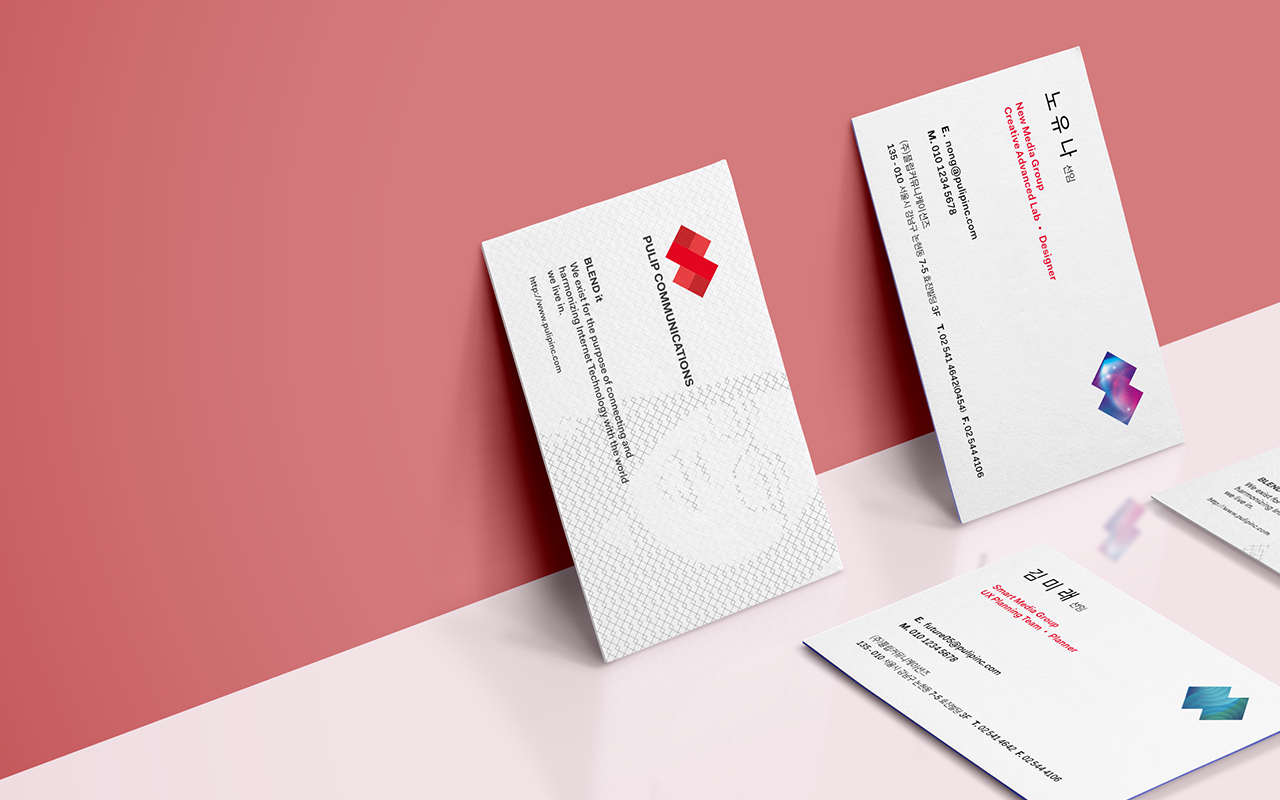 PULIP COMMUNICATIONS
BLEND it
We exist for the purpose of connecting and
harmonizing Internet Technology with the world
we live in.
http://www.pulipinc.com
노유나 선임
New Media Group
Creative Advanced Lab • Designer
E. nong@pulipinc.com
M. 010 1234 5678
(주)플립커뮤니케이션즈
135 - 010 서울시 강남구 논현동 7-5 효진빌딩 3F T. 02 541 4642(0454) F. 02 544 4106
김미래 선임
Smart Media Group
UX Planning Team • Planner
E. future05@pulipinc.com
M. 010 1234 5678
(주)플립커뮤니케이션즈
135 - 010 서울시 강남구 논현동 7-5 효진빌딩 3F T. 02 541 4642 F. 02 544 4106
BLEND
We exist for
harmonizing
we live in.
http://www.pulipinc.com